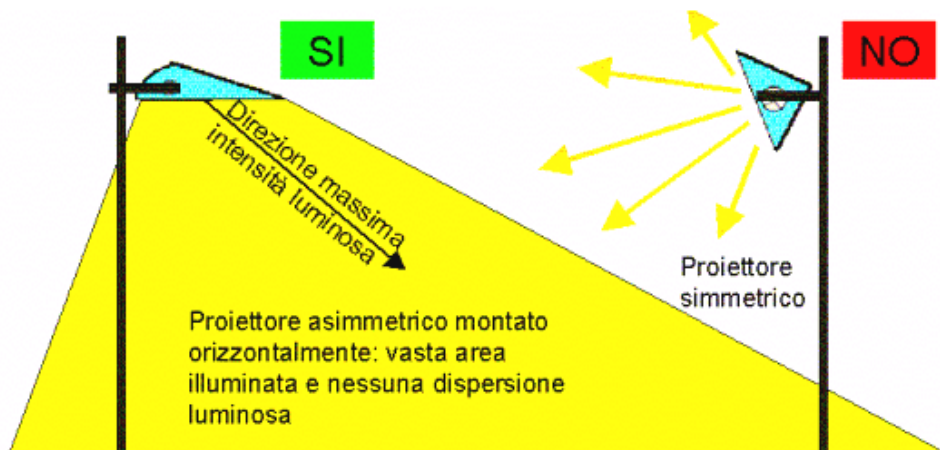 SI
NO
Direzione massima
intensità luminosa
Proiettore
simmetrico
Proiettore asimmetrico montato
orizzontalmente: vasta area
illuminata e nessuna dispersione
luminosa